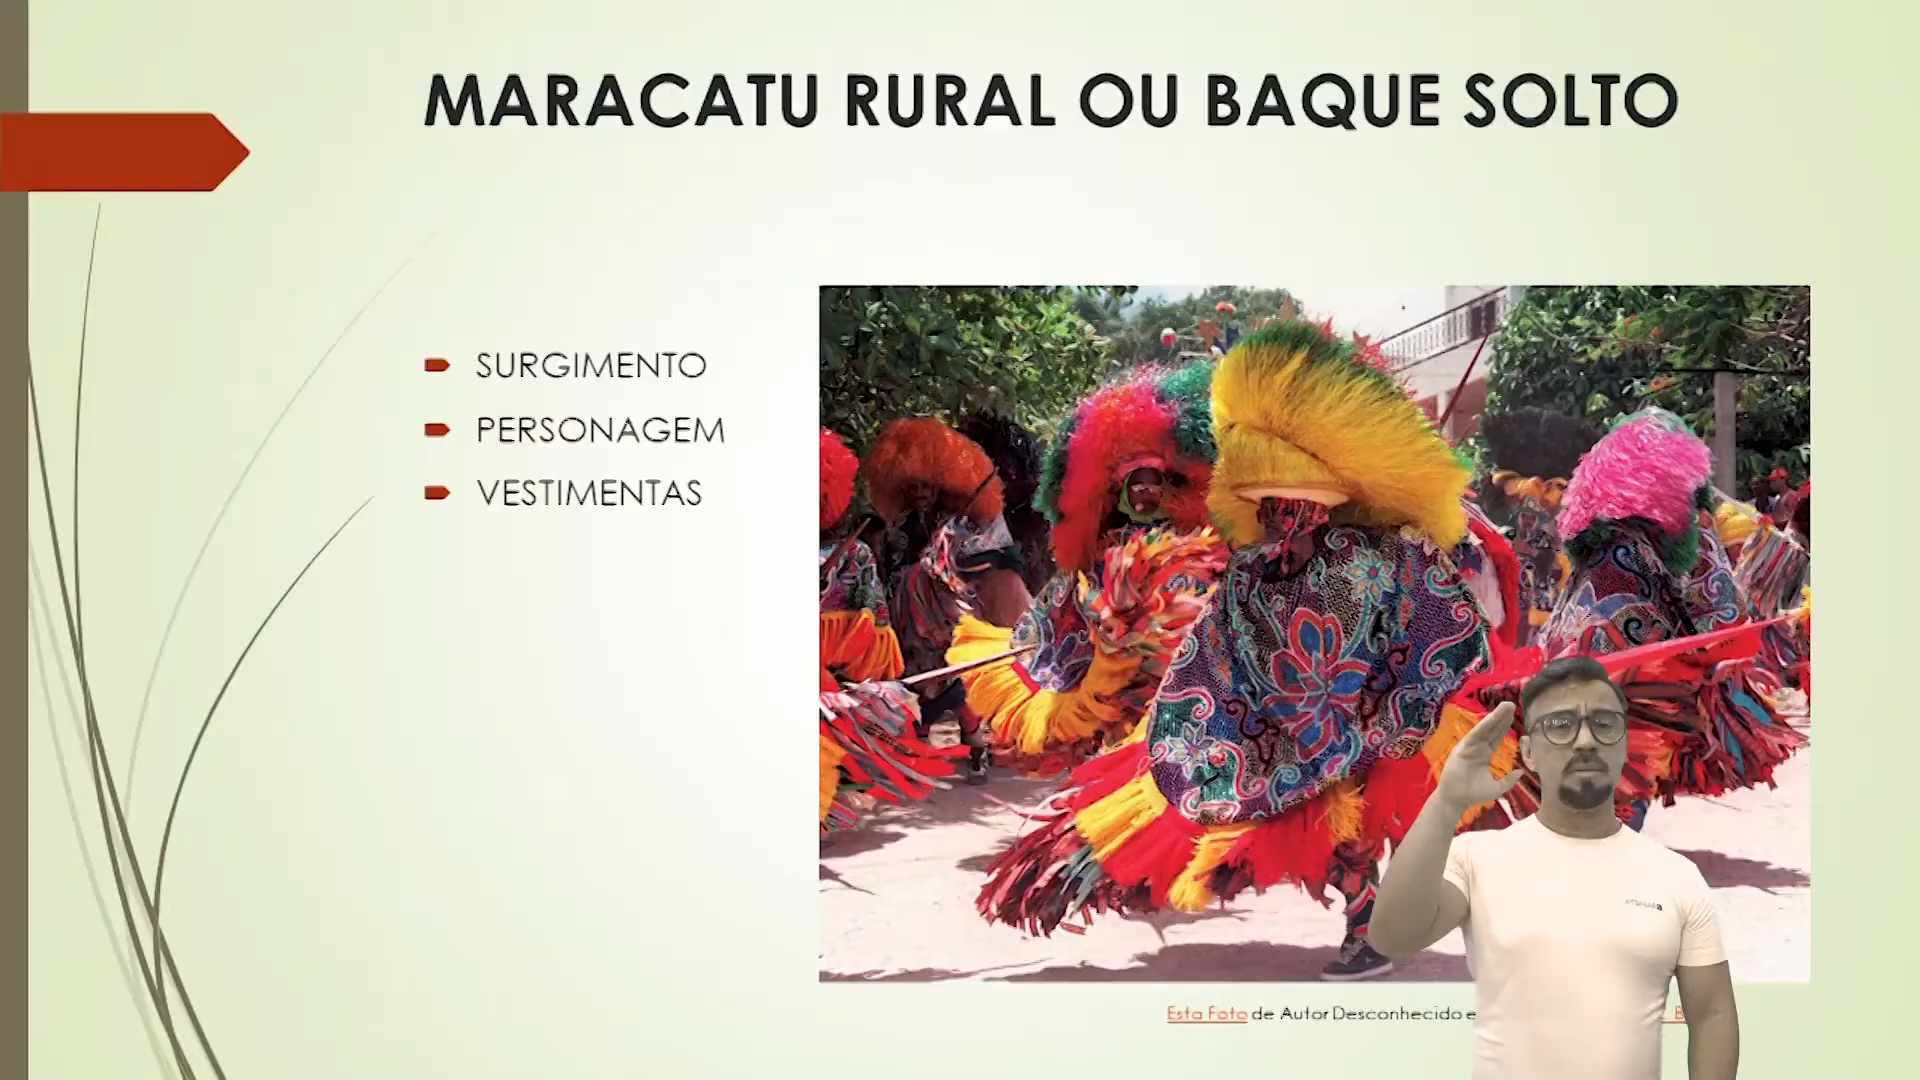 MARACATU RURAL OU BAQUE SOLTO
SURGIMENTO
PERSONAGEM
VESTIMENTAS
Esta Foto de Autor Desconhecido